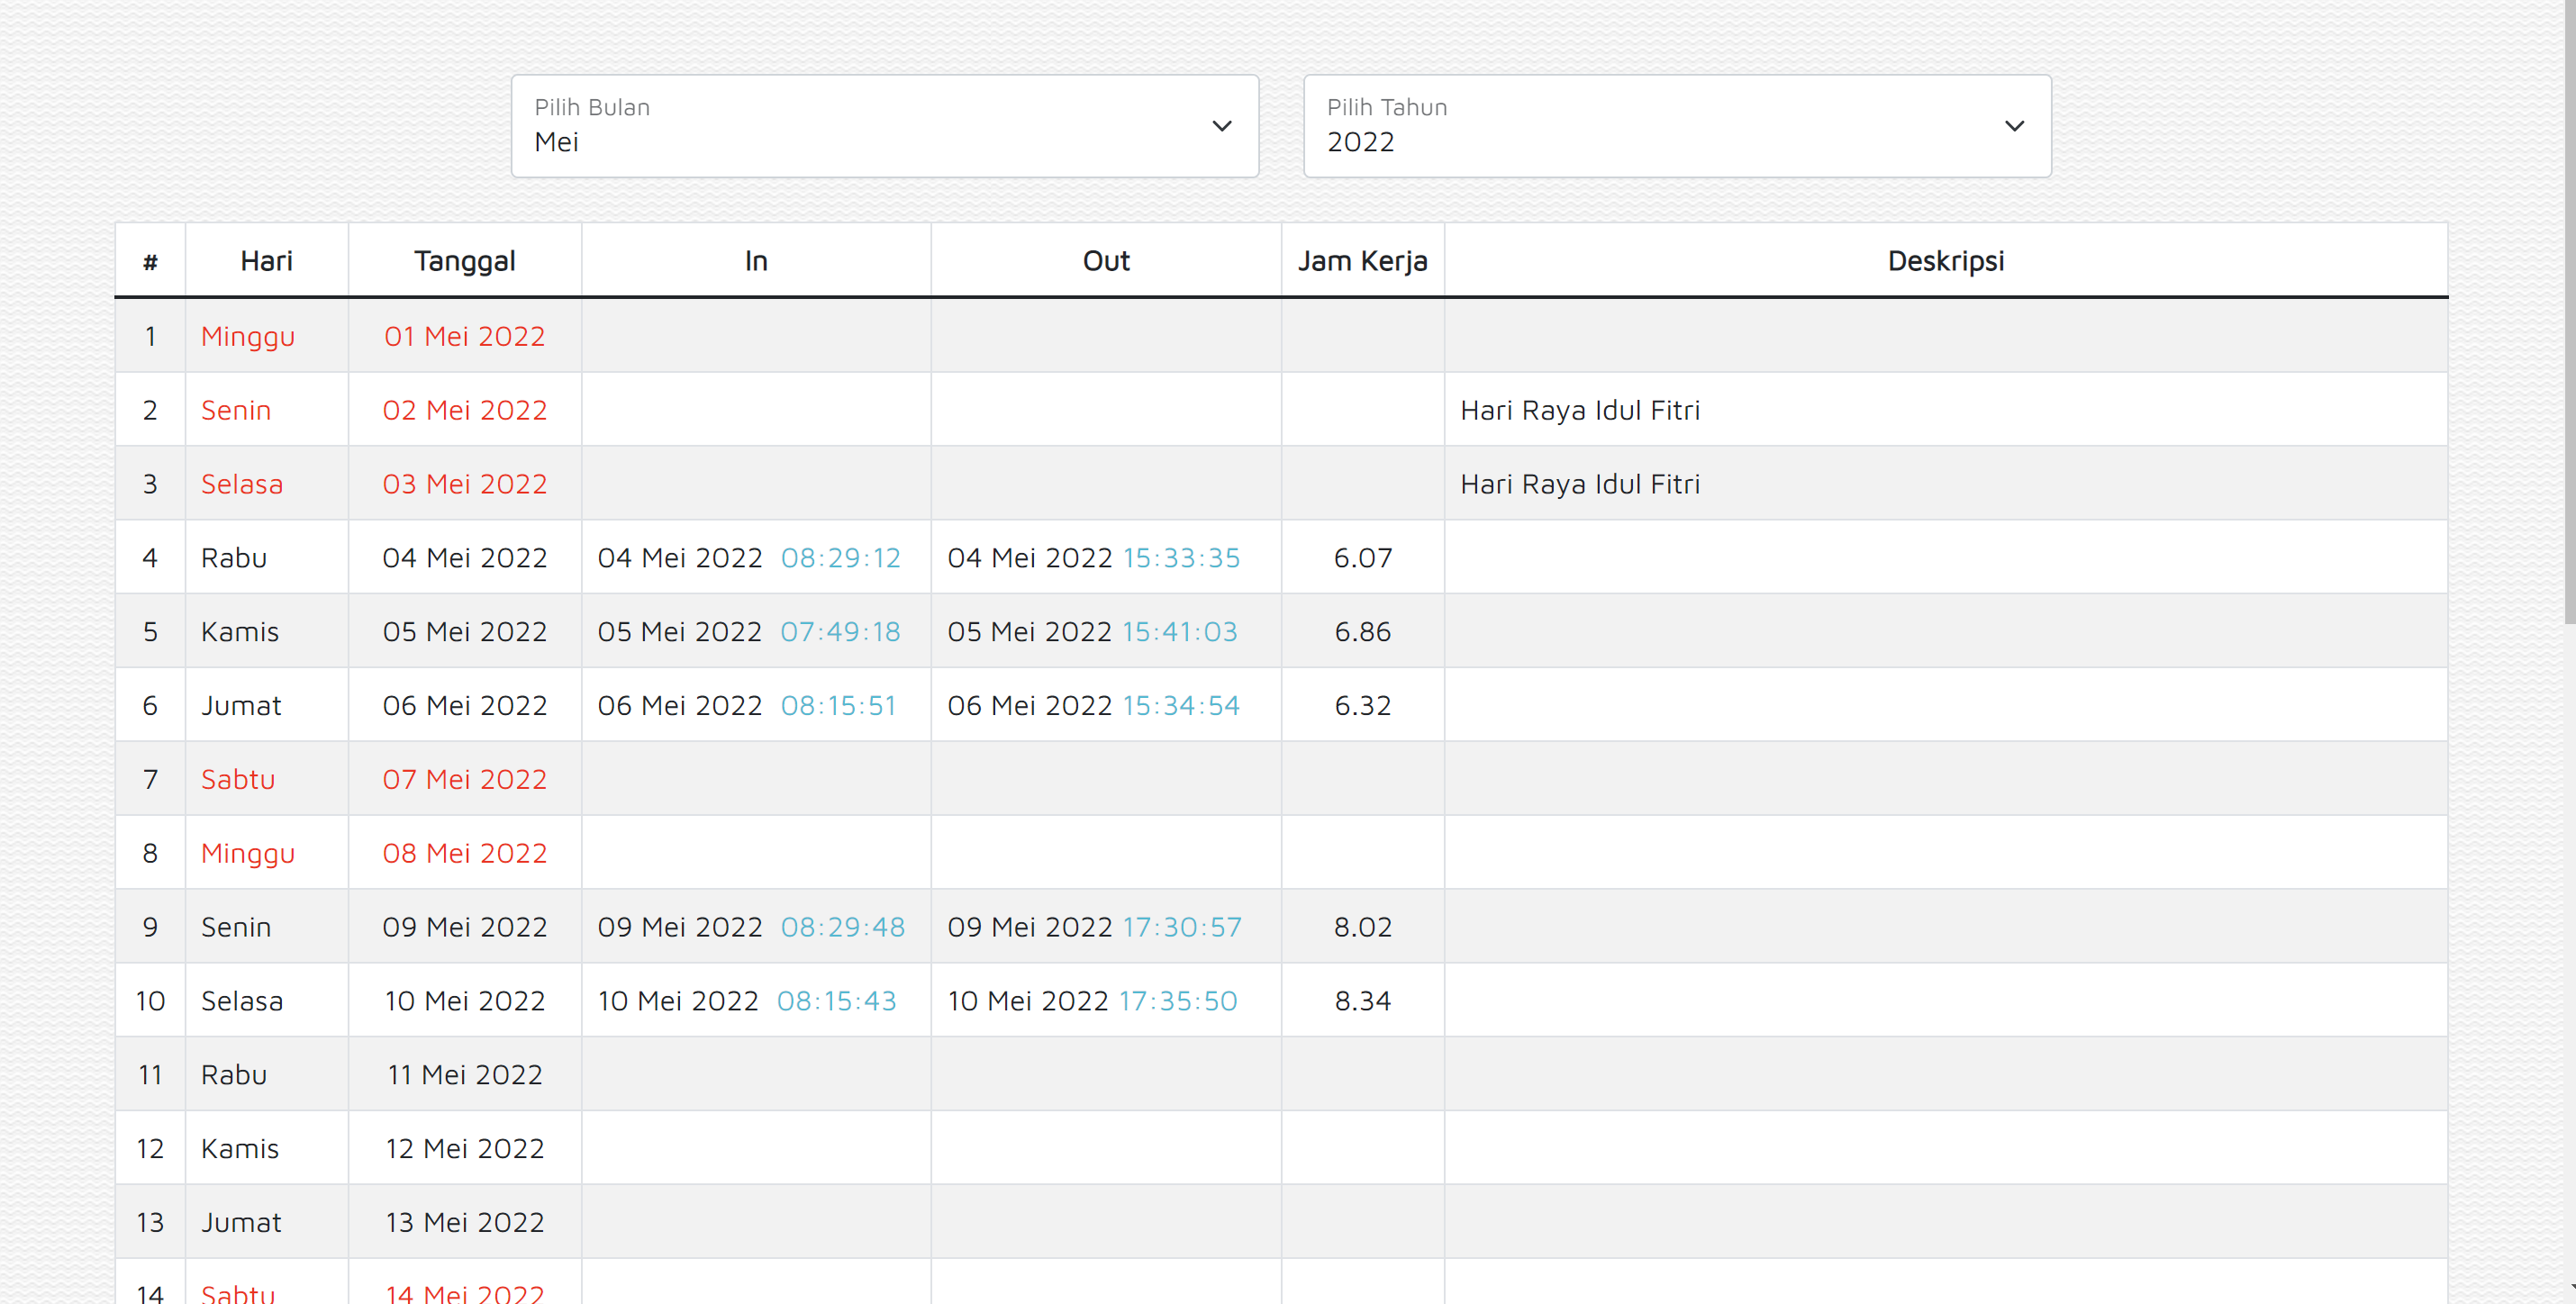 Pilih Bulan Pilih Tahun
Mei 2022
# Hari Tanggal In Out Jam Kerja Deskripsi
1 Minggu 01 Mei 2022
2 Senin 02 Mei 2022 Hari Raya Idul Fitri
3 Selasa 03 Mei 2022 Hari Raya Idul Fitri
4 Rabu 04 Mei 2022 04 Mei 2022 08:29:12 04 Mei 2022 15:33:35 6.07
5 Kamis 05 Mei 2022 05 Mei 2022 07:49:18 05 Mei 2022 15:41:03 6.86
6 Jumat 06 Mei 2022 06 Mei 2022 08:15:51 06 Mei 2022 15:34:54 6.32
7 Sabtu 07 Mei 2022
8 Minggu 08 Mei 2022
9 Senin 09 Mei 2022 09 Mei 2022 08:29:48 09 Mei 2022 17:30:57 8.02
10 Selasa 10 Mei 2022 10 Mei 2022 08:15:43 10 Mei 2022 17:35:50 8.34
11 Rabu 11 Mei 2022
12 Kamis 12 Mei 2022
13 Jumat 13 Mei 2022
14 Sabtu 14 Mei 2022